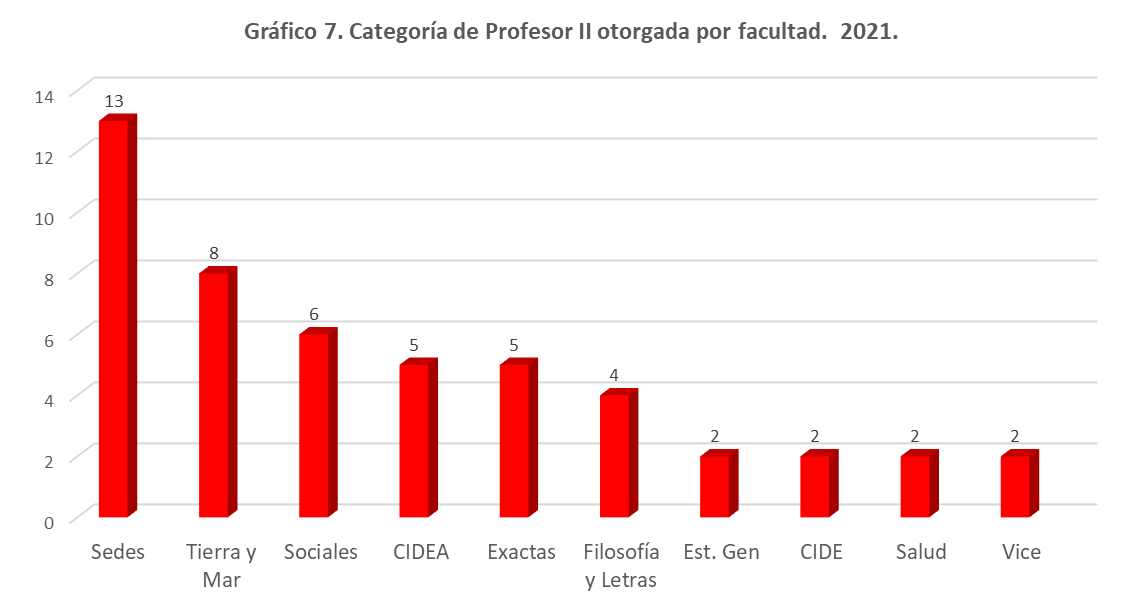 Gráfico 7. Categoría de Profesor II otorgada por facultad.  2021.
14
12
10
8
6
4
2
0
13
8
6
5
5
4
2
2
2
2
Sedes
Tierra y
Mar
Sociales
CIDEA
Exactas
Filosofía
y Letras
Est. Gen
CIDE
Salud
Vice